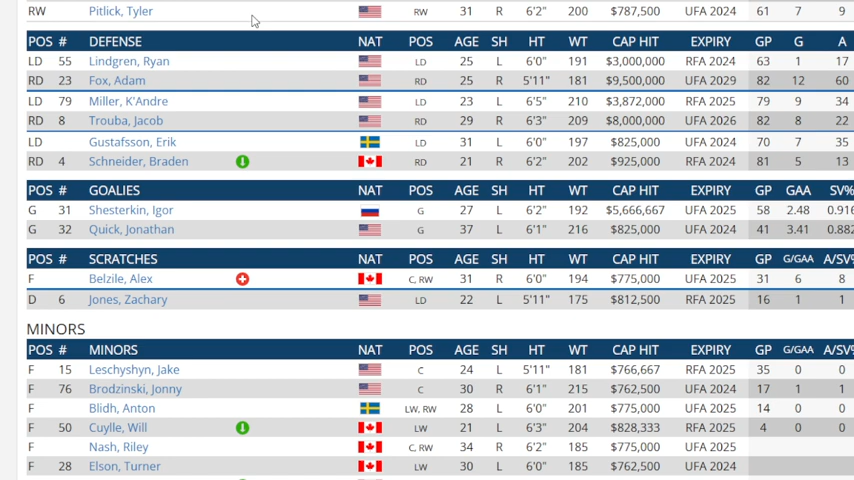 RW Pitlick, Tyler RW 31 R 6'2" 200 $787,500 UFA 2024 61 7 9
POS # DEFENSE NAT POS AGE SH HT WT CAP HIT EXPIRY GP G A
LD 55 Lindgren, Ryan LD 25 L 6'0" 191 $3,000,000 RFA 2024 63 1 17
RD 23 Fox, Adam RD 25 R 5'11" 181 $9,500,000 UFA 2029 82 12 60
LD 79 Miller, K'Andre LD 23 L 6'5" 210 $3,872,000 RFA 2025 79 9 34
RD 8 Trouba, Jacob RD 29 R 6'3" 209 $8,000,000 UFA 2026 82 8 22
LD Gustafsson, Erik LD 31 L 6'0" 197 $825,000 UFA 2024 70 7 35
RD 4 Schneider, Braden RD 21 R 6'2" 202 $925,000 RFA 2024 81 5 13
POS # GOALIES NAT POS AGE SH HT WT CAP HIT EXPIRY GP GAA SV%
G 31 Shesterkin, Igor G 27 L 6'2" 192 $5,666,667 UFA 2025 58 2.48 0.916
G 32 Quick, Jonathan G 37 L 6'1" 216 $825,000 UFA 2024 41 3.41 0.882
POS # SCRATCHES NAT POS AGE SH HT WT CAP HIT EXPIRY GP G/GAA A/SV%
F Belzile, Alex C, RW 31 R 6'0" 194 $775,000 UFA 2025 31 6 8
D 6 Jones, Zachary LD 22 L 5'11" 175 $812,500 RFA 2024 16 1 1
MINORS
POS # MINORS NAT POS AGE SH HT WT CAP HIT EXPIRY GP G/GAA A/SV%
F 15 Leschyshyn, Jake C 24 L 5'11" 181 $766,667 RFA 2025 35 0 0
F 76 Brodzinski, Jonny C 30 R 6'1" 215 $762,500 UFA 2024 17 1 1
F Blidh, Anton LW, RW 28 L 6'0" 201 $775,000 UFA 2025 14 0 0
F 50 Cuylle, Will LW 21 L 6'3" 204 $828,333 RFA 2025 4 0 0
F Nash, Riley C, RW 34 R 6'2" 185 $775,000 UFA 2025
F 28 Elson, Turner LW 30 L 6'0" 185 $762,500 UFA 2024